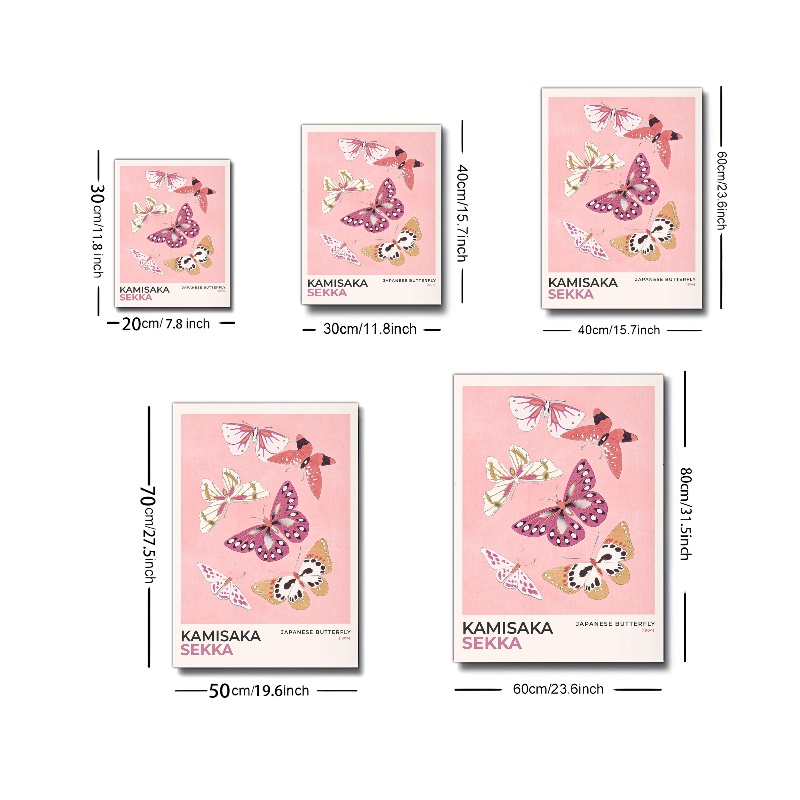 30cm/11.8 inch
KAMISAKA
SEKKA
JAPANESE BUTTERFLY
20cm/ 7.8 inch
40cm/15.7inch
KAMISAKA
SEKKA
JAPANESE BUTTERFLY
30cm/11.8inch
60cm/23.6inch
KAMISAKA
SEKKA
JAPANESE BUTTERFLY
40cm/15.7inch
70cm/27.5inch
KAMISAKA
SEKKA
JAPANESE BUTTERFLY
50cm/19.6inch
80cm/31.5inch
KAMISAKA
SEKKA
JAPANESE BUTTERFLY
60cm/23.6inch